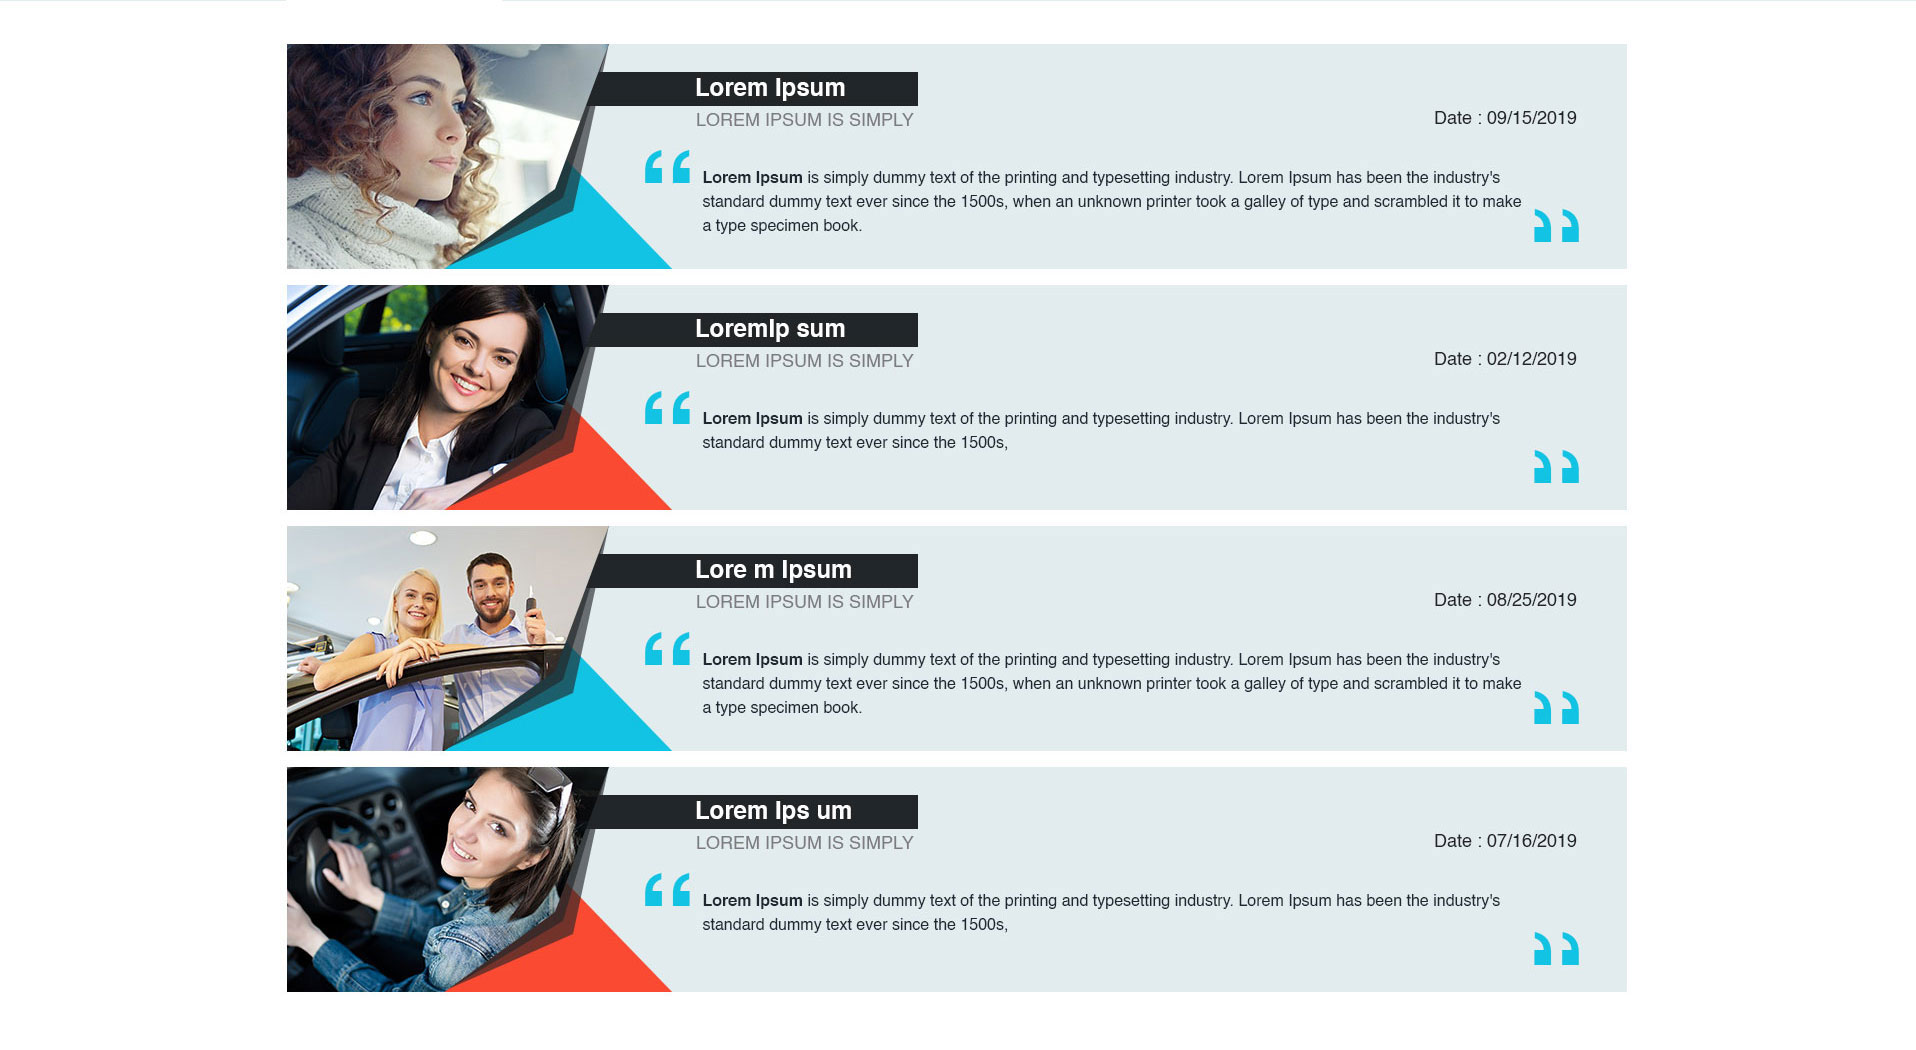 Lorem Ipsum
LOREM IPSUM IS SIMPLY
Date : 09/15/2019
Lorem Ipsum is simply dummy text of the printing and typesetting industry. Lorem Ipsum has been the industry's
standard dummy text ever since the 1500s, when an unknown printer took a galley of type and scrambled it to make
a type specimen book.
LoremIp sum
LOREM IPSUM IS SIMPLY
Date : 02/12/2019
Lorem Ipsum is simply dummy text of the printing and typesetting industry. Lorem Ipsum has been the industry's
standard dummy text ever since the 1500s,
Lore m Ipsum
LOREM IPSUM IS SIMPLY
Date : 08/25/2019
Lorem Ipsum is simply dummy text of the printing and typesetting industry. Lorem Ipsum has been the industry's
standard dummy text ever since the 1500s, when an unknown printer took a galley of type and scrambled it to make
a type specimen book.
Lorem Ips um
LOREM IPSUM IS SIMPLY
Date : 07/16/2019
Lorem Ipsum is simply dummy text of the printing and typesetting industry. Lorem Ipsum has been the industry's
standard dummy text ever since the 1500s,